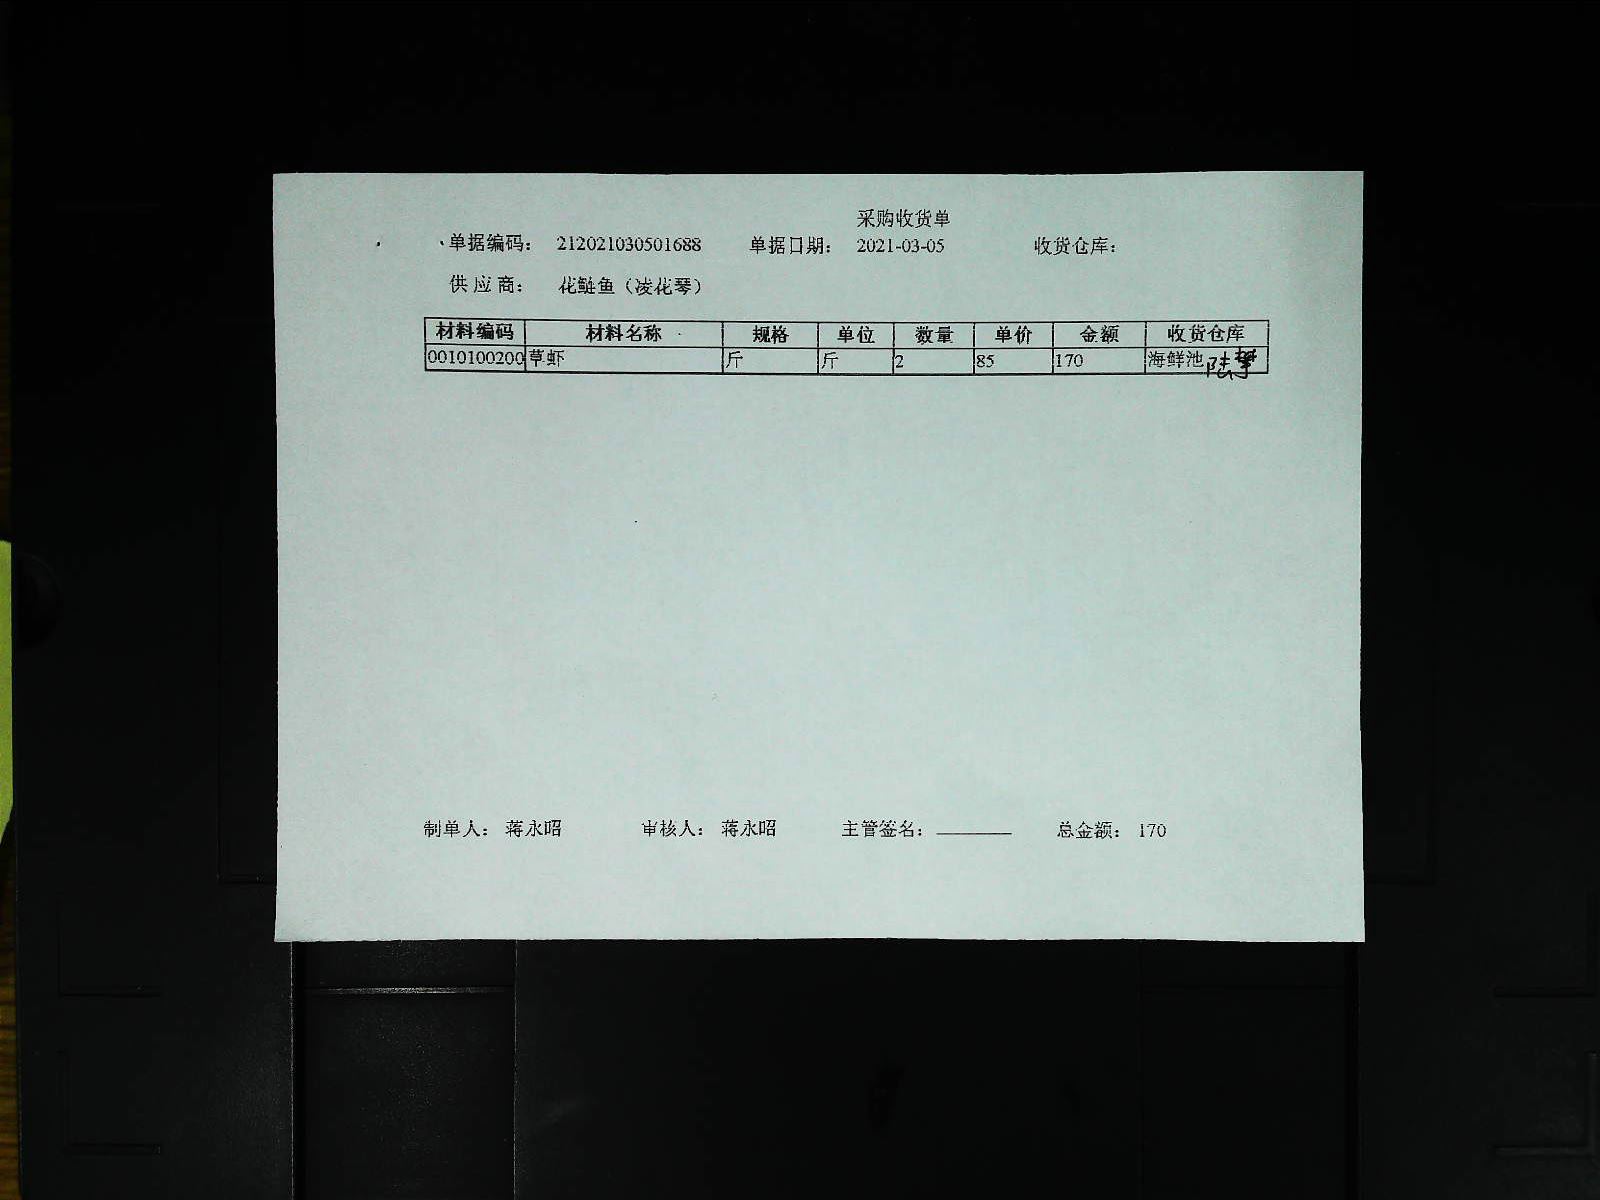 采购收货单
单据编码： 212021030501688 单据日期： 2021-03-05 收货仓库：
供应商： 花鲢鱼（凌花琴）
材料编码 材料名称 规格 单位 数量 单价 金额 收货仓库
0010100200 草虾 斤 斤 2 85 170 海鲜池
制单人： 蒋永昭 审核人： 蒋永昭 主管签名： 总金额： 170